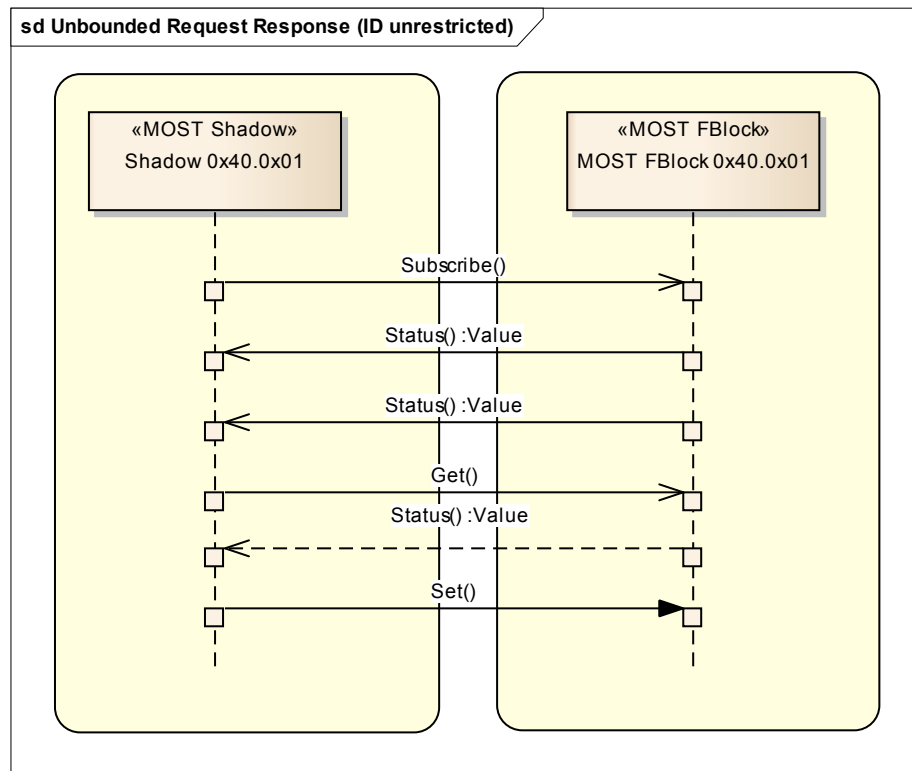 sd Unbounded Request Response (ID unrestricted)
«MOST Shadow»
Shadow 0x40.0x01
«MOST FBlock»
MOST FBlock 0x40.0x01
Subscribe()
Status() :Value
Status() :Value
Get()
Status() :Value
Set()